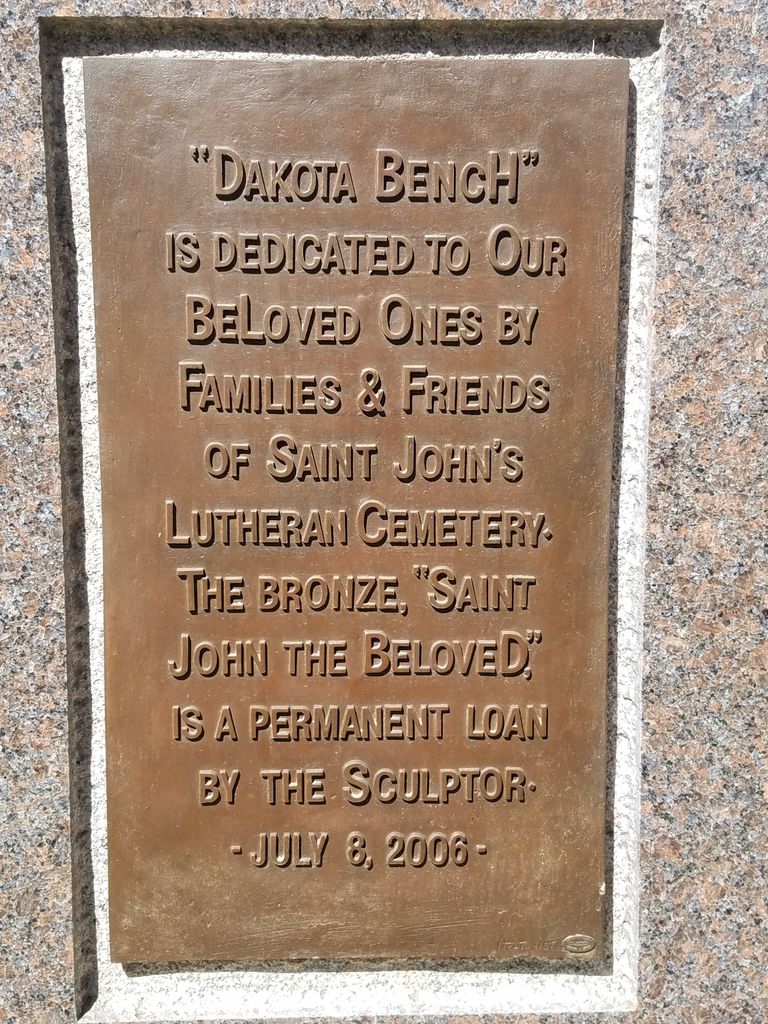 "DAKOTA BENCH"
IS DEDICATED TO OUR
BELOVED ONES BY
FAMILIES & FRIENDS
OF SAINT JOHN'S
LUTHERAN CEMETERY.
THE BRONZE, "SAINT
JOHN THE BELOVED,"
IS A PERMANENT LOAN
BY THE SCULPTOR.
- JULY 8, 2006 -